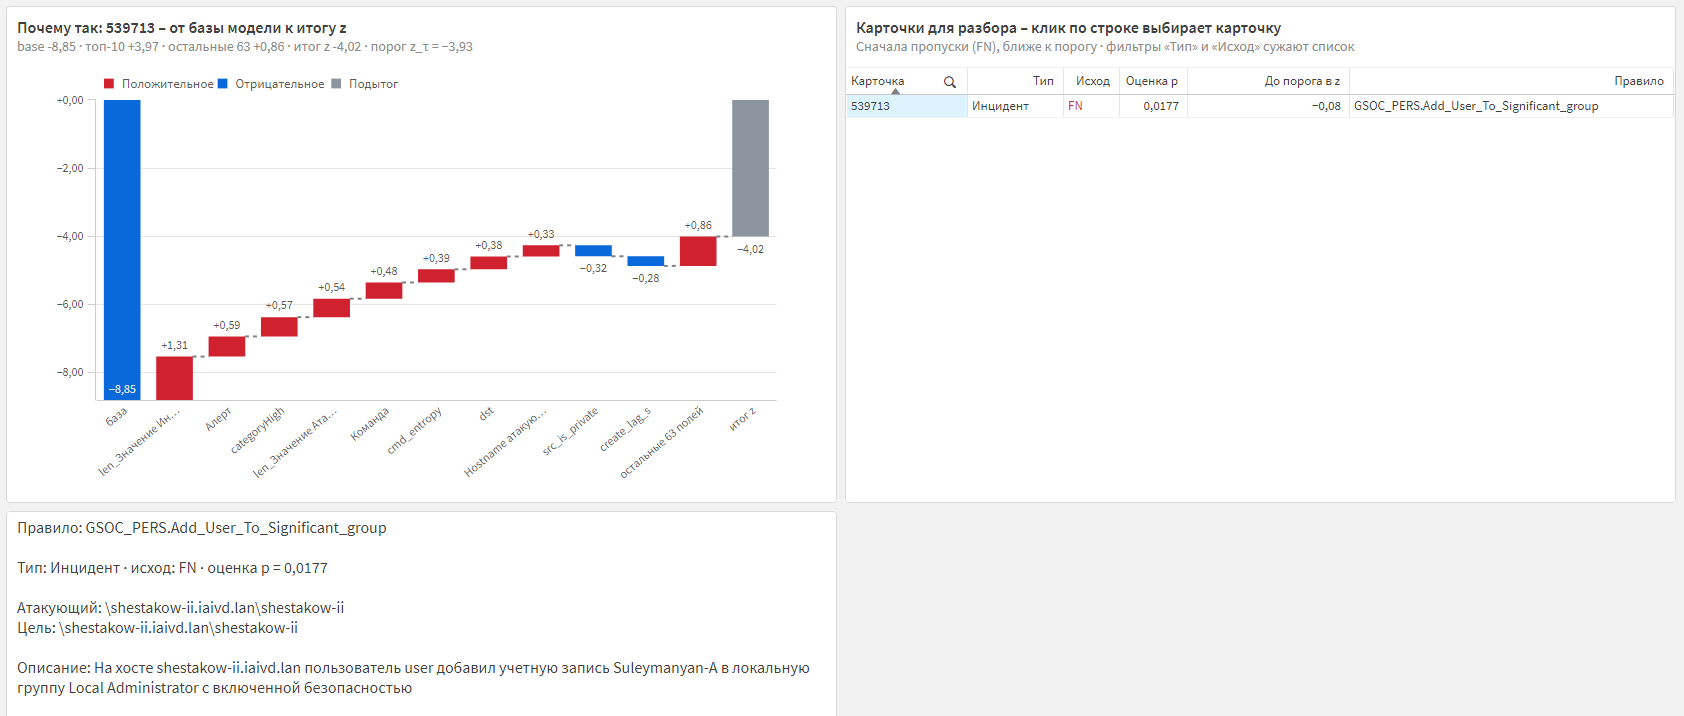 Почему так: 539713 – от базы модели к итогу z
base -8,85 · топ-10 +3,97 · остальные 63 +0,86 · итог z -4,02 · порог z_τ = −3,93
Положительное Отрицательное Подытог
+0,00
−2,00
−4,00
−6,00
−8,00
−8,85
+1,31
+0,59
+0,57
+0,54
+0,48
+0,39
+0,38
+0,33
−0,32
−0,28
+0,86
−4,02
база
len_Значение Ин…
Алерт
categoryHigh
len_Значение Ата…
Команда
cmd_entropy
dst
Hostname атакую…
src_is_private
create_lag_s
остальные 63 полей
итог z
Карточки для разбора – клик по строке выбирает карточку
Сначала пропуски (FN), ближе к порогу · фильтры «Тип» и «Исход» сужают список
Карточка Тип Исход Оценка p До порога в z Правило
539713 Инцидент FN 0,0177 −0,08 GSOC_PERS.Add_User_To_Significant_group
Правило: GSOC_PERS.Add_User_To_Significant_group
Тип: Инцидент · исход: FN · оценка p = 0,0177
Атакующий: \shestakow-ii.iaivd.lan\shestakow-ii
Цель: \shestakow-ii.iaivd.lan\shestakow-ii
Описание: На хосте shestakow-ii.iaivd.lan пользователь user добавил учетную запись Suleymanyan-A в локальную
группу Local Administrator с включенной безопасностью